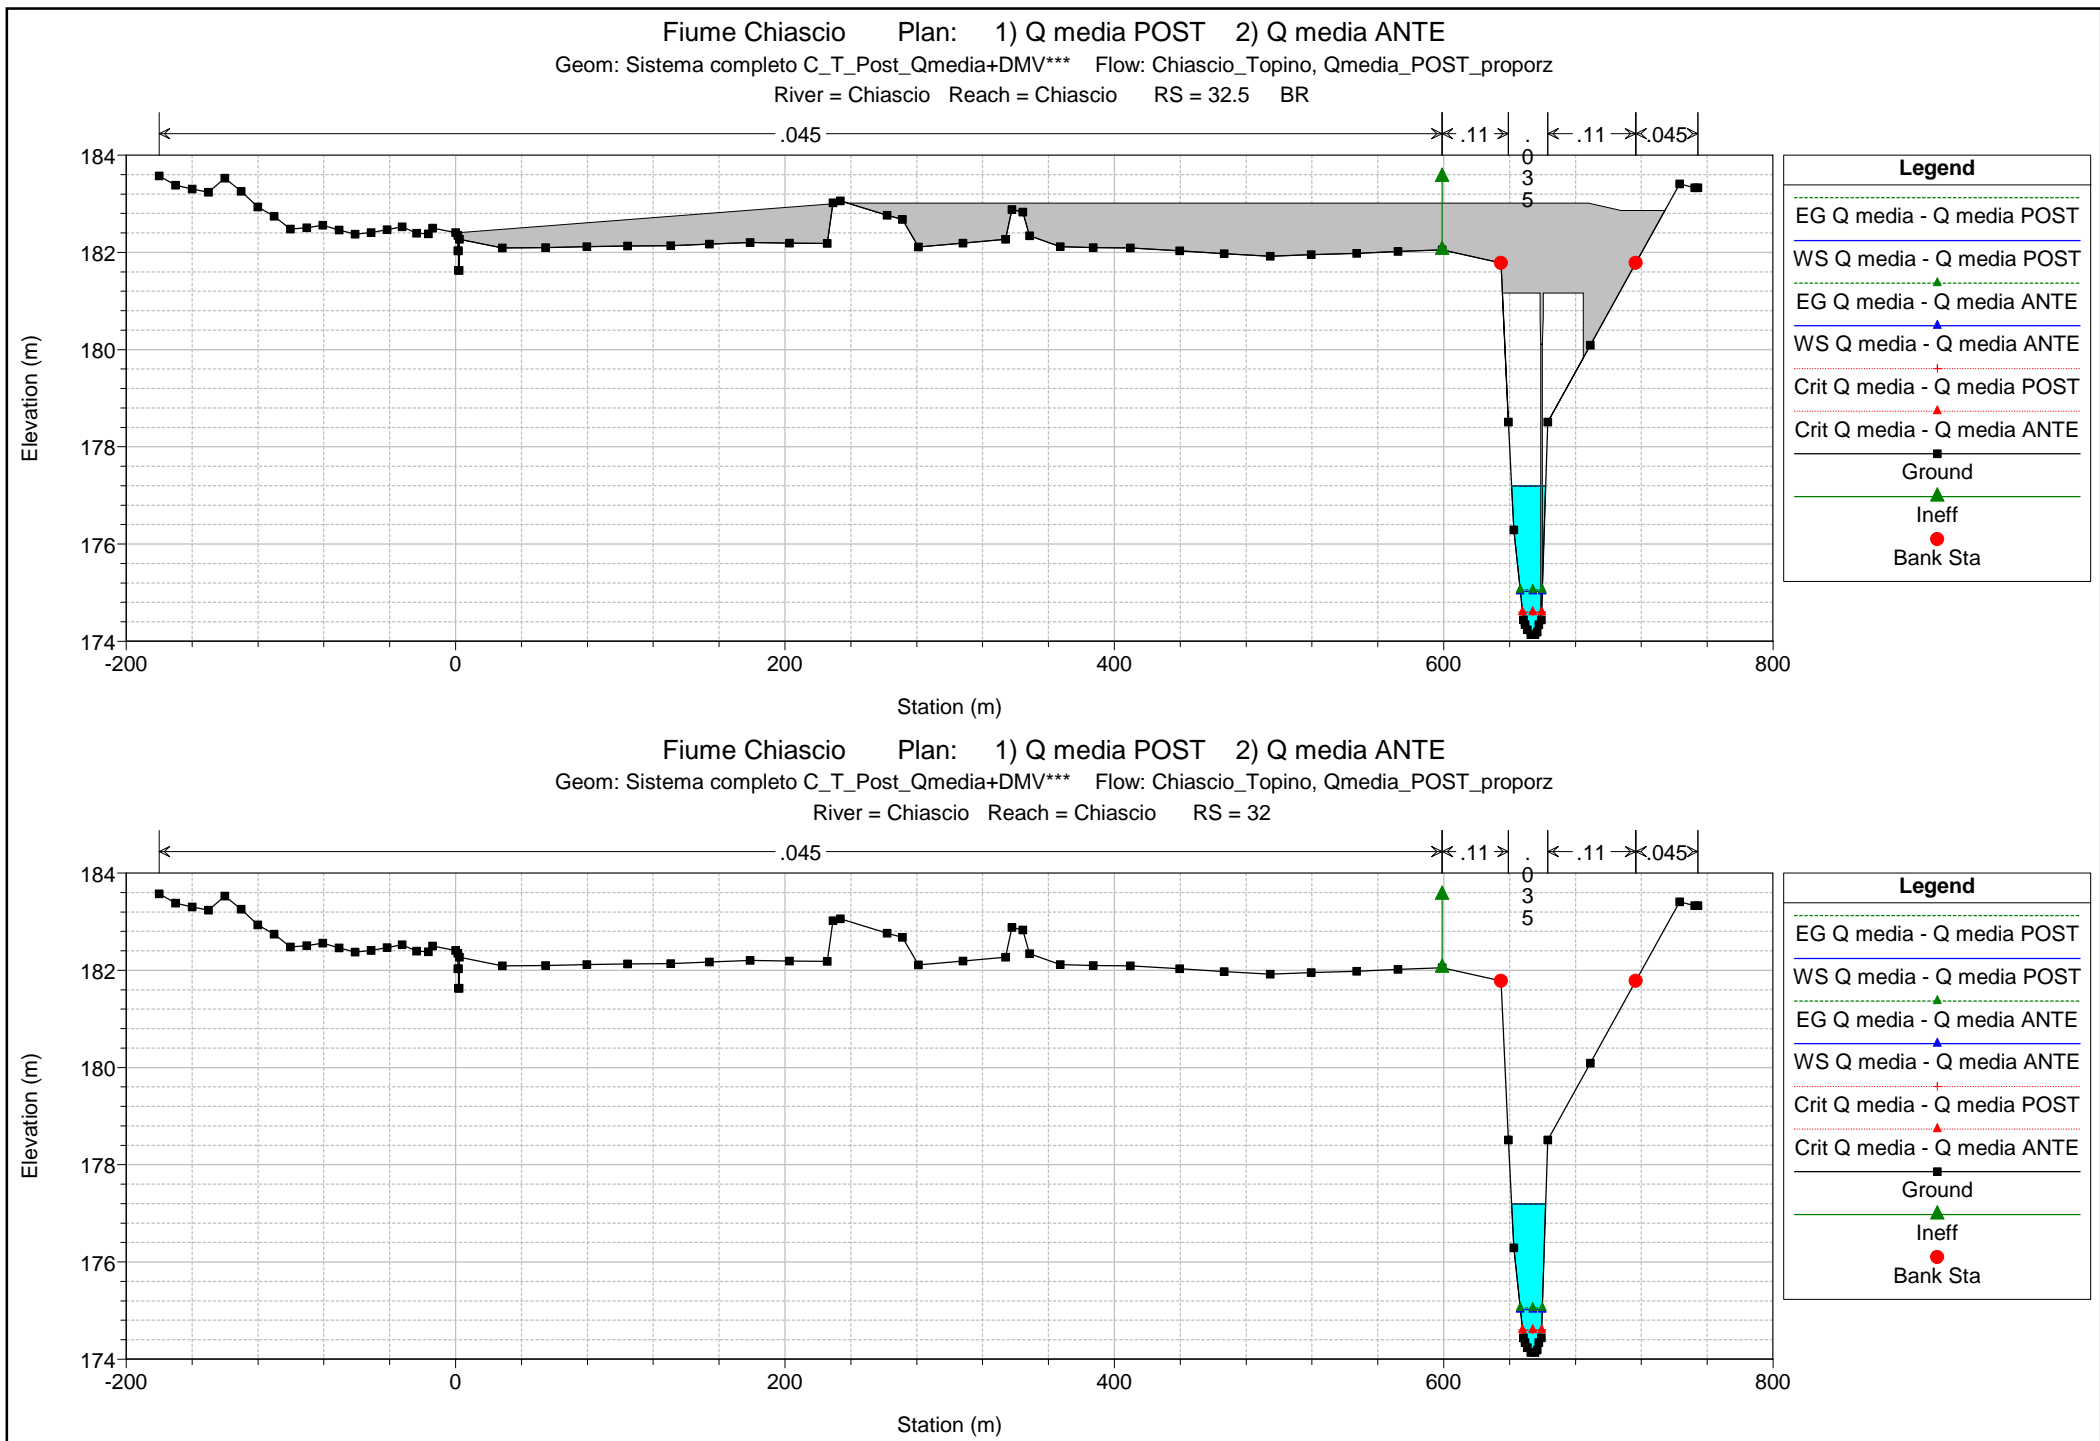 Fiume Chiascio Plan: 1) Q media POST 2) Q media ANTE
Geom: Sistema completo C_T_Post_Qmedia+DMV*** Flow: Chiascio_Topino, Qmedia_POST_proporz
River = Chiascio Reach = Chiascio RS = 32.5 BR
.045
.11
.035
.11
.045
184
182
180
178
176
174
-200
0
200
400
600
800
Elevation (m)
Station (m)
Legend
EG Q media - Q media POST
WS Q media - Q media POST
EG Q media - Q media ANTE
WS Q media - Q media ANTE
Crit Q media - Q media POST
Crit Q media - Q media ANTE
Ground
Ineff
Bank Sta
Fiume Chiascio Plan: 1) Q media POST 2) Q media ANTE
Geom: Sistema completo C_T_Post_Qmedia+DMV*** Flow: Chiascio_Topino, Qmedia_POST_proporz
River = Chiascio Reach = Chiascio RS = 32
.045
.11
.035
.11
.045
184
182
180
178
176
174
-200
0
200
400
600
800
Elevation (m)
Station (m)
Legend
EG Q media - Q media POST
WS Q media - Q media POST
EG Q media - Q media ANTE
WS Q media - Q media ANTE
Crit Q media - Q media POST
Crit Q media - Q media ANTE
Ground
Ineff
Bank Sta